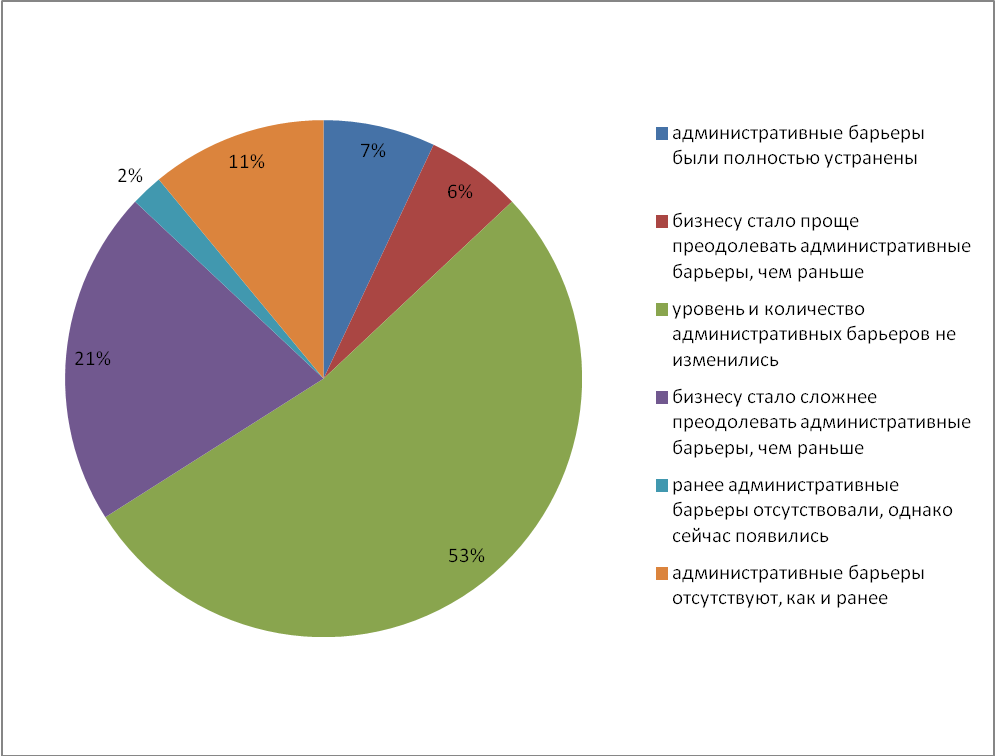 7%
6%
53%
21%
2%
11%
административные барьеры
были полностью устранены
бизнесу стало проще
преодолевать административные
барьеры, чем раньше
уровень и количество
административных барьеров не
изменились
бизнесу стало сложнее
преодолевать административные
барьеры, чем раньше
ранее административные
барьеры отсутствовали, однако
сейчас появились
административные барьеры
отсутствуют, как и ранее